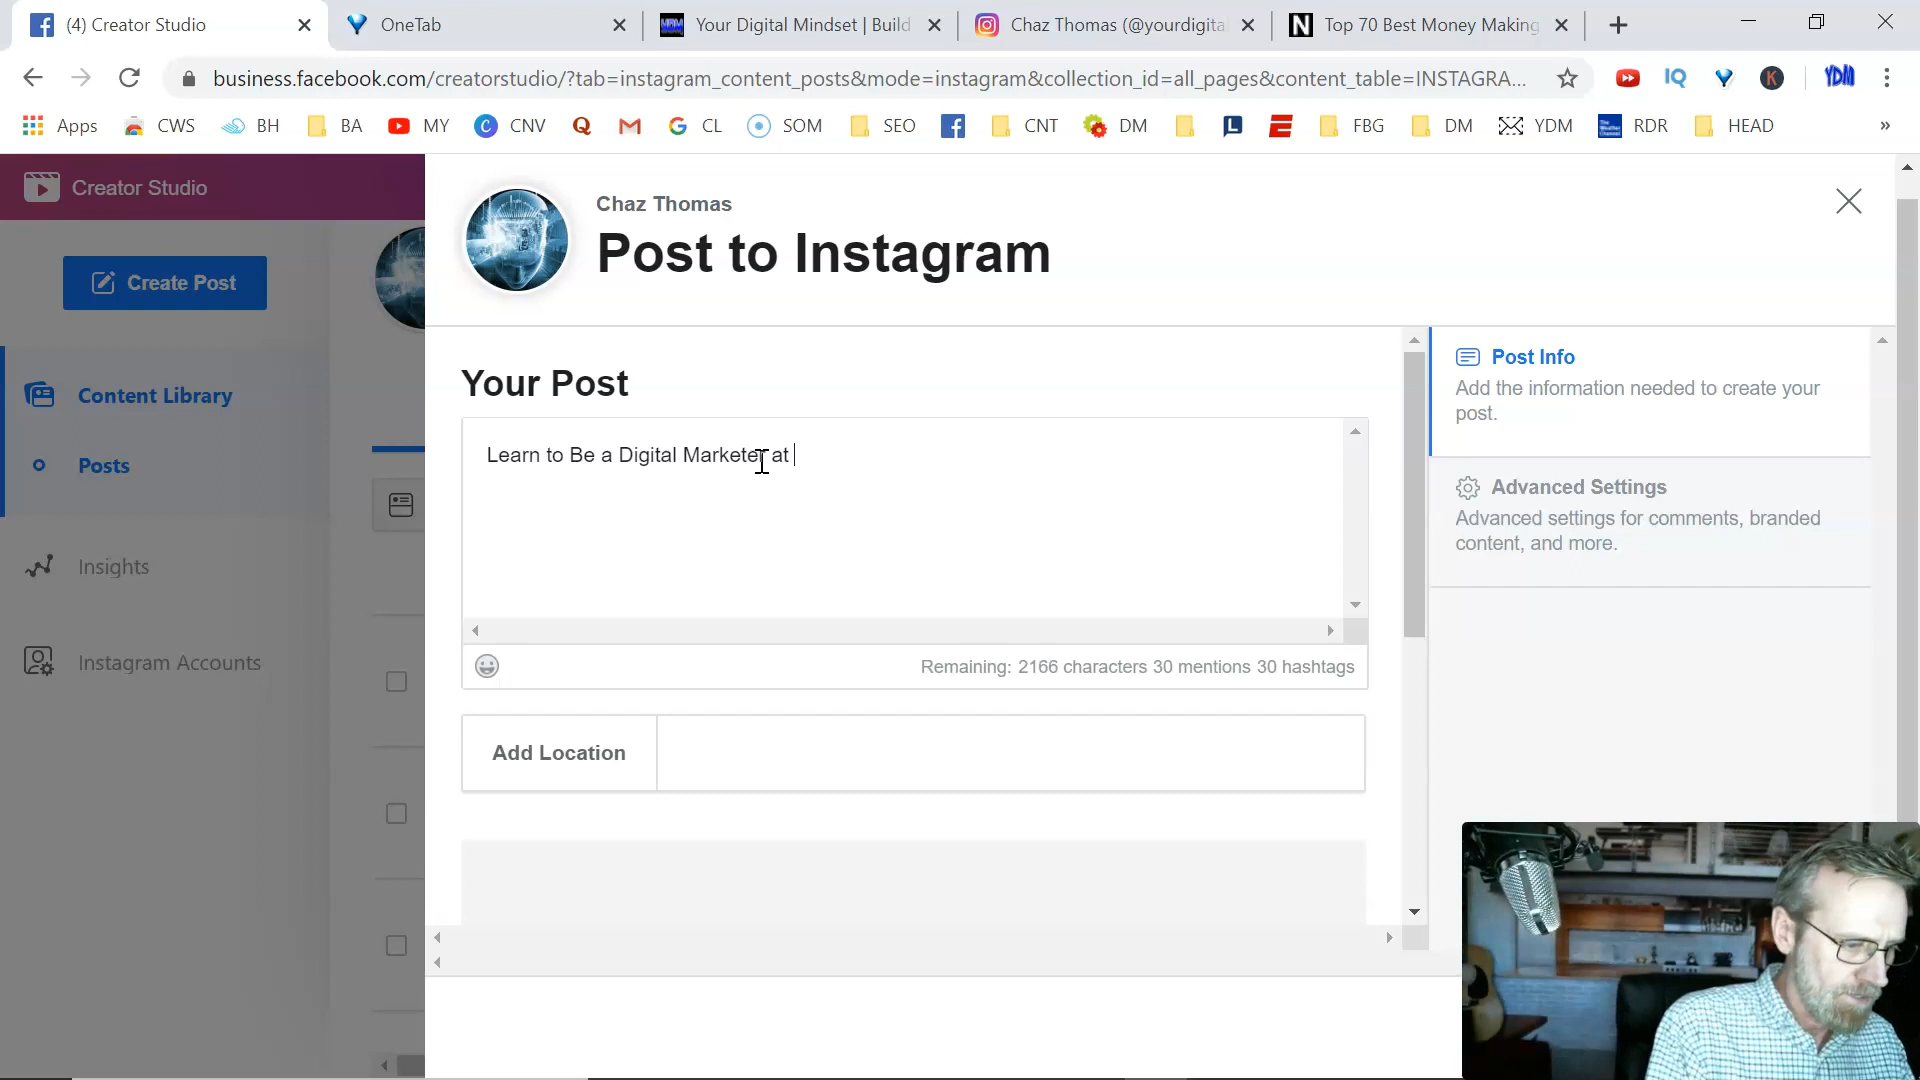 (4) Creator Studio
OneTab
Your Digital Mindset | Build
Chaz Thomas (@yourdigita
Top 70 Best Money Making
business.facebook.com/creatorstudio/?tab=instagram_content_posts&mode=instagram&collection_id=all_pages&content_table=INSTAGRA...
IQ
K
YDM
Apps
CWS
BH
BA
MY
CNV
CL
SOM
SEO
CNT
DM
FBG
DM
YDM
RDR
HEAD
»
Creator Studio
Create Post
Content Library
Posts
Insights
Instagram Accounts
Chaz Thomas
Post to Instagram
Your Post
Learn to Be a Digital Marketer at
Remaining: 2166 characters 30 mentions 30 hashtags
Add Location
Post Info
Add the information needed to create your
post.
Advanced Settings
Advanced settings for comments, branded
content, and more.